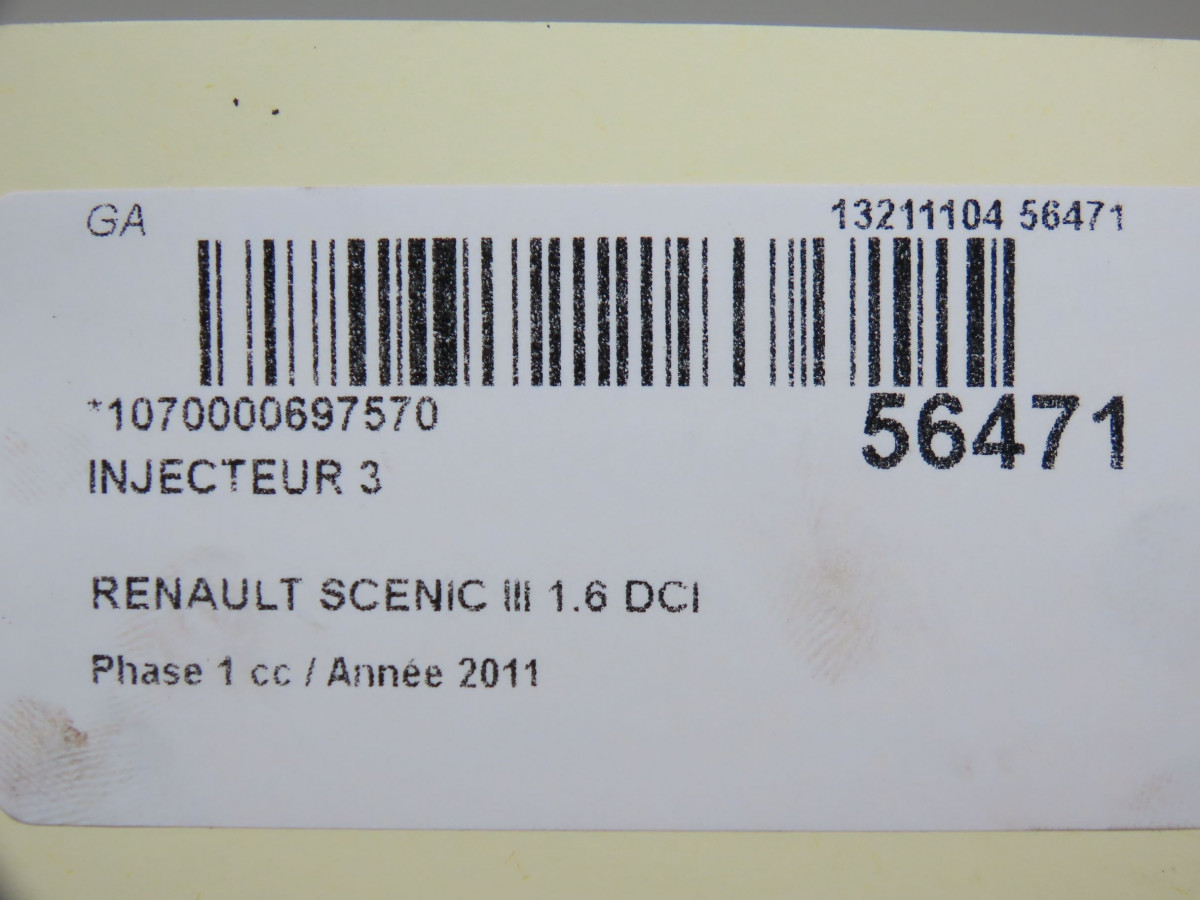 GA 13211104 56471
*1070000697570 56471
INJECTEUR 3
RENAULT SCENIC III 1.6 DCI
Phase 1 cc / Année 2011